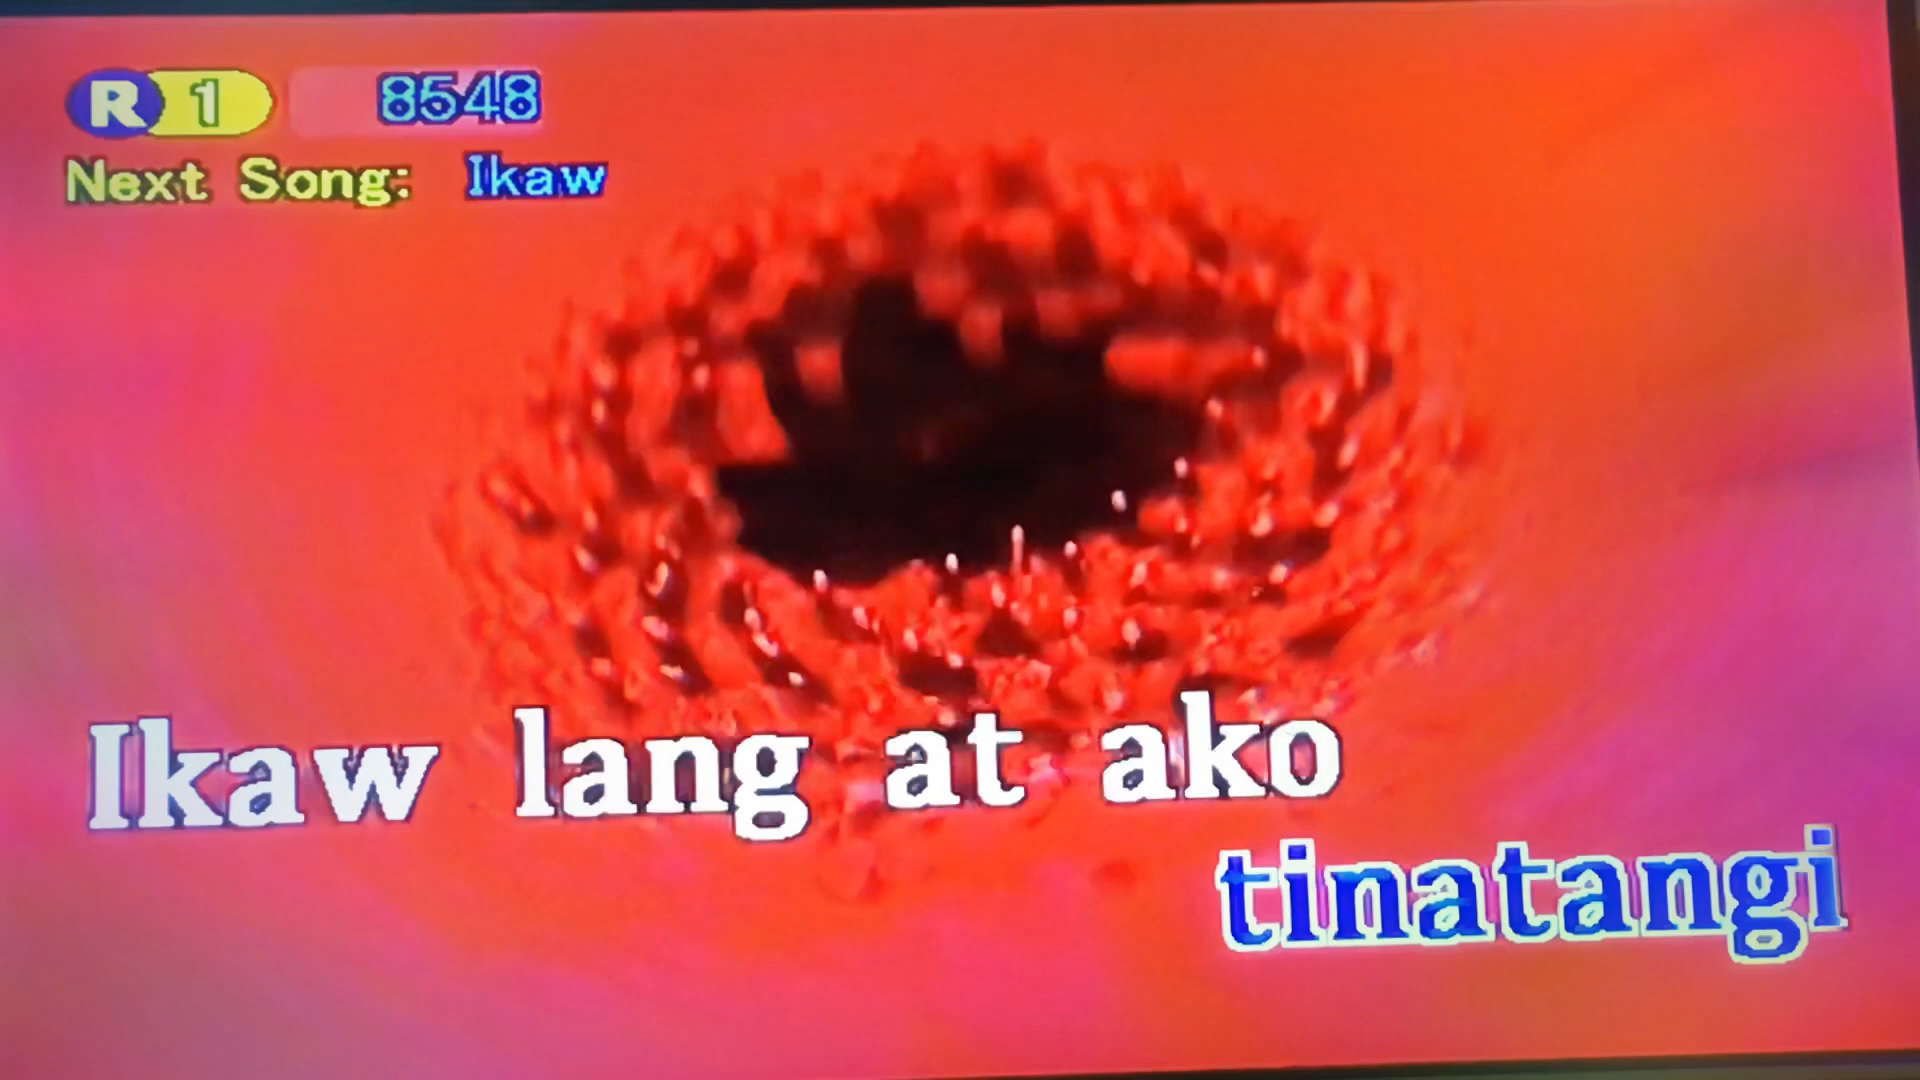 R 1 8548
Next Song: Ikaw
Ikaw lang at ako
tinatangi